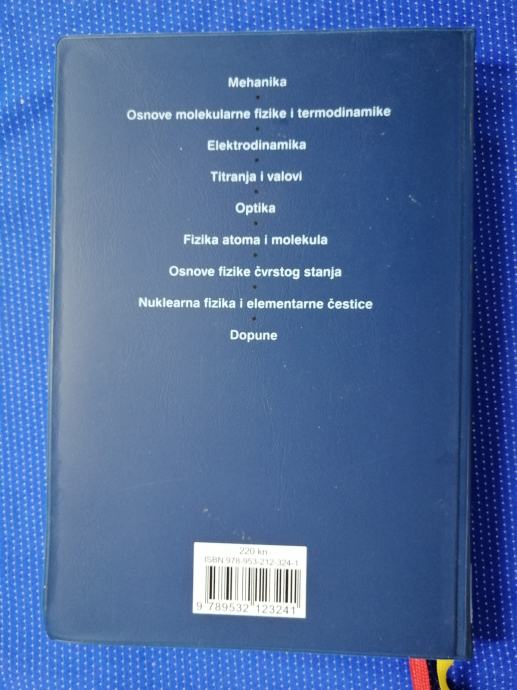 Mehanika
Osnove molekularne fizike i termodinamike
Elektrodinamika
Titranja i valovi
Optika
Fizika atoma i molekula
Osnove fizike čvrstog stanja
Nuklearna fizika i elementarne čestice
Dopune
220 kn
ISBN 978-953-212-324-1
9 789532 123241